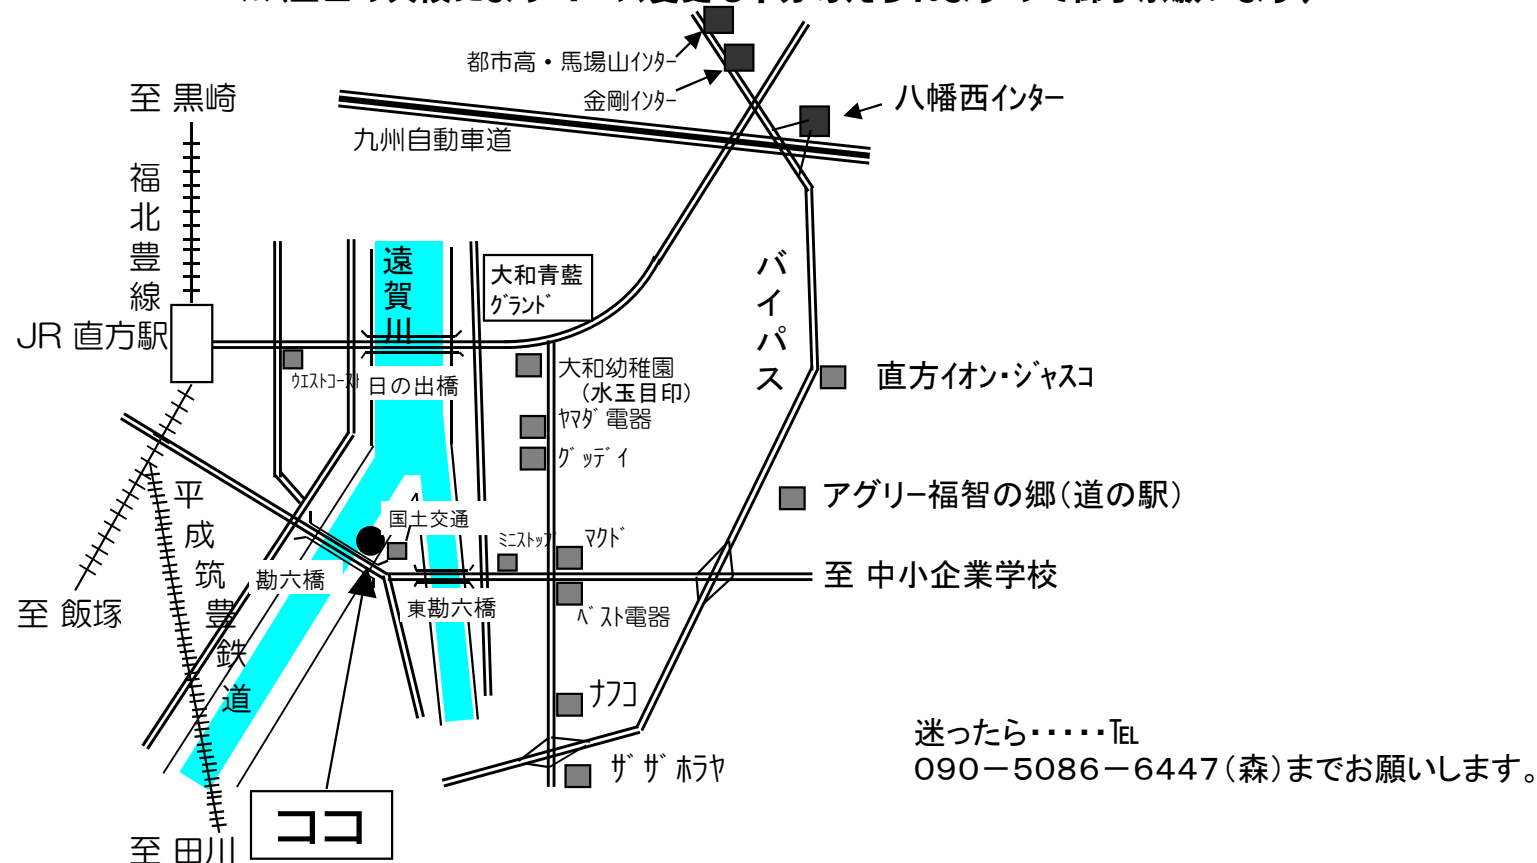 都市高・馬場山ｲﾝﾀｰ
金剛ｲﾝﾀｰ
至 黒崎
八幡西インター
九州自動車道
福北豊線
遠賀川
大和青藍
ｸﾞﾗﾝﾄﾞ
バイパス
JR 直方駅
ｳｴｽﾄｺｰｽﾄ
日の出橋
大和幼稚園
（水玉目印）
ﾔﾏﾀﾞ電器
ｸﾞｯﾃﾞｲ
直方イオン・ジャスコ
アグリー福智の郷（道の駅）
平成筑豊鉄道
国土交通
ﾐﾆｽﾄｯﾌﾟ
ﾏｸﾄﾞ
勘六橋
至 中小企業学校
東勘六橋
ﾍﾞｽﾄ電器
至 飯塚
ﾅﾌｺ
ｻﾞｻﾞﾎﾗﾔ
迷ったら・・・・・℡
０９０－５０８６－６４４７（森）までお願いします。
ココ
至 田川